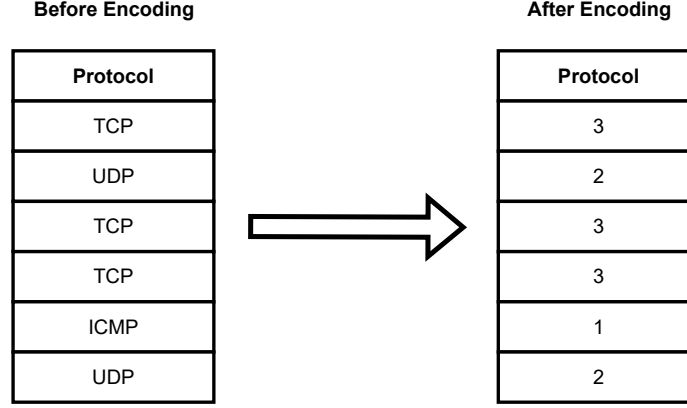 Before Encoding After Encoding
Protocol Protocol
TCP 3
UDP 2
TCP 3
TCP 3
ICMP 1
UDP 2